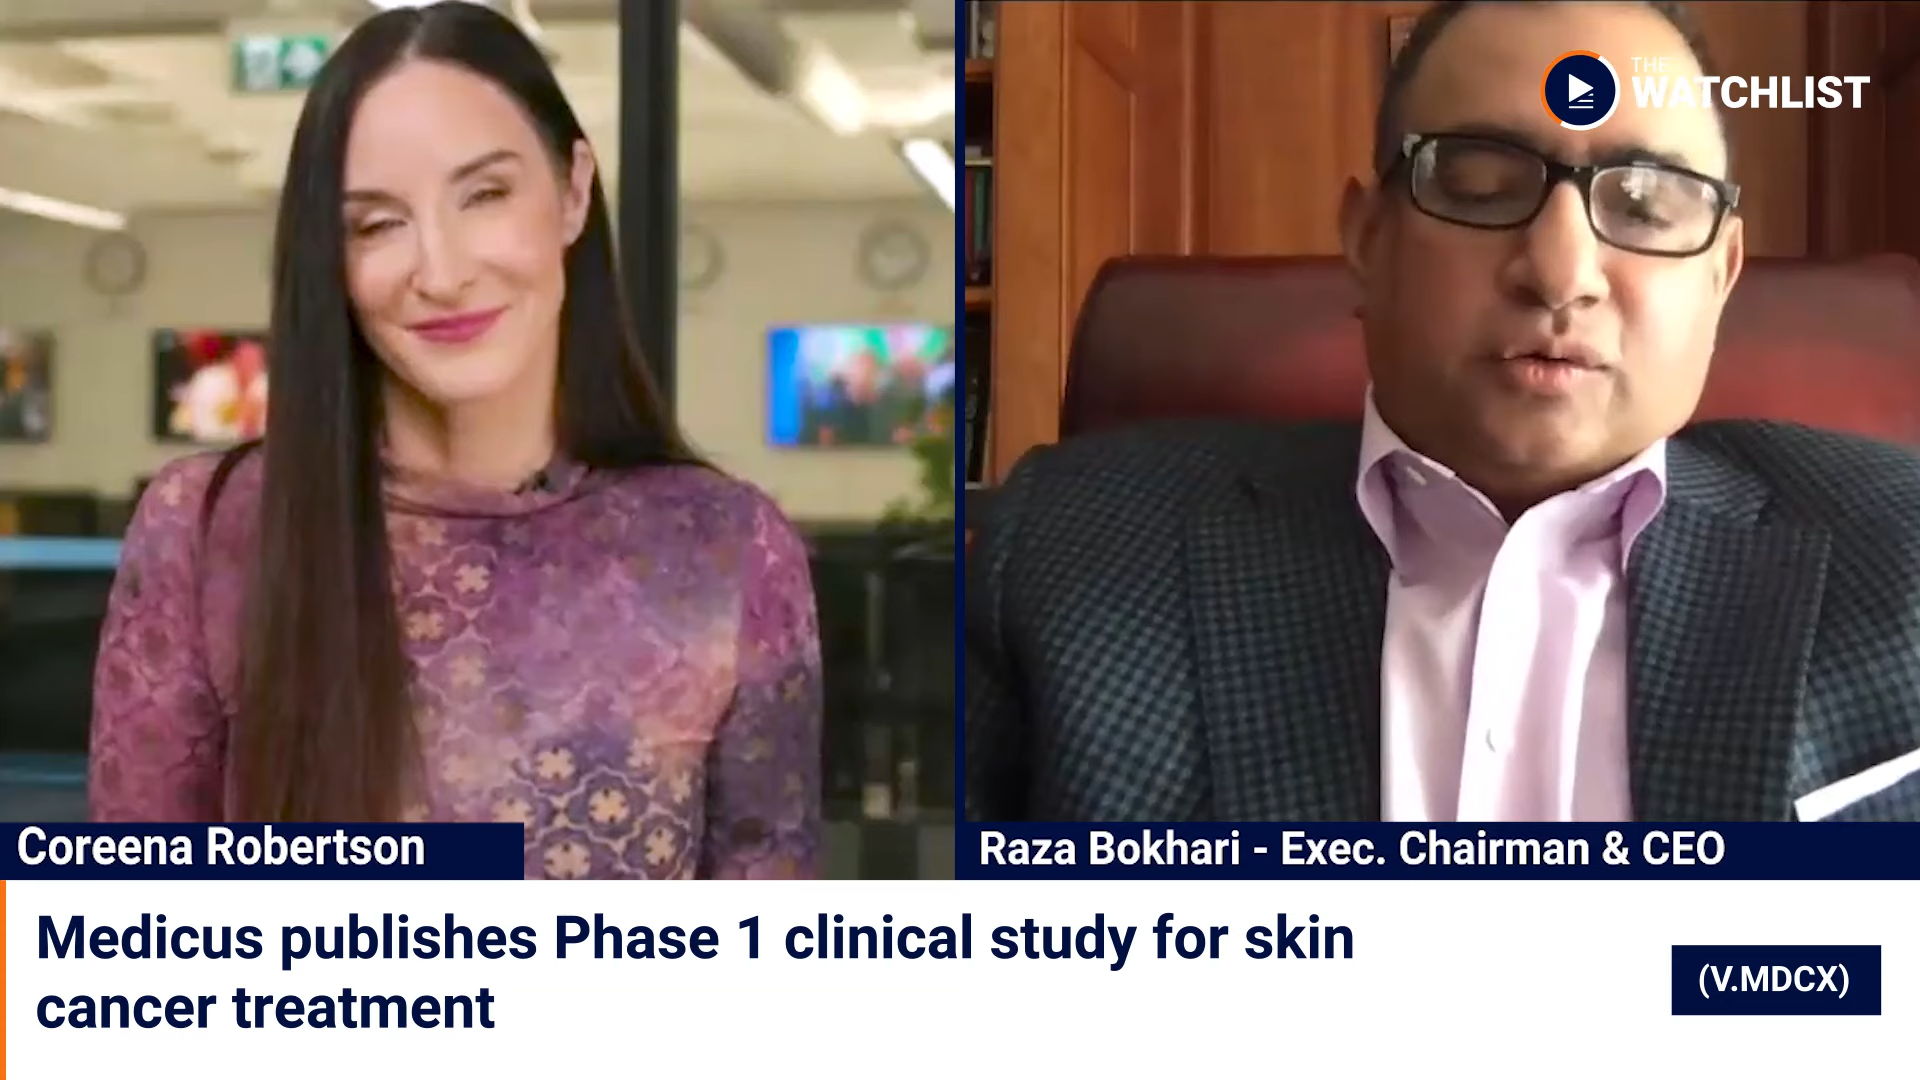 THE
WATCHLIST
Coreena Robertson
Raza Bokhari - Exec. Chairman & CEO
Medicus publishes Phase 1 clinical study for skin
cancer treatment
(V.MDCX)